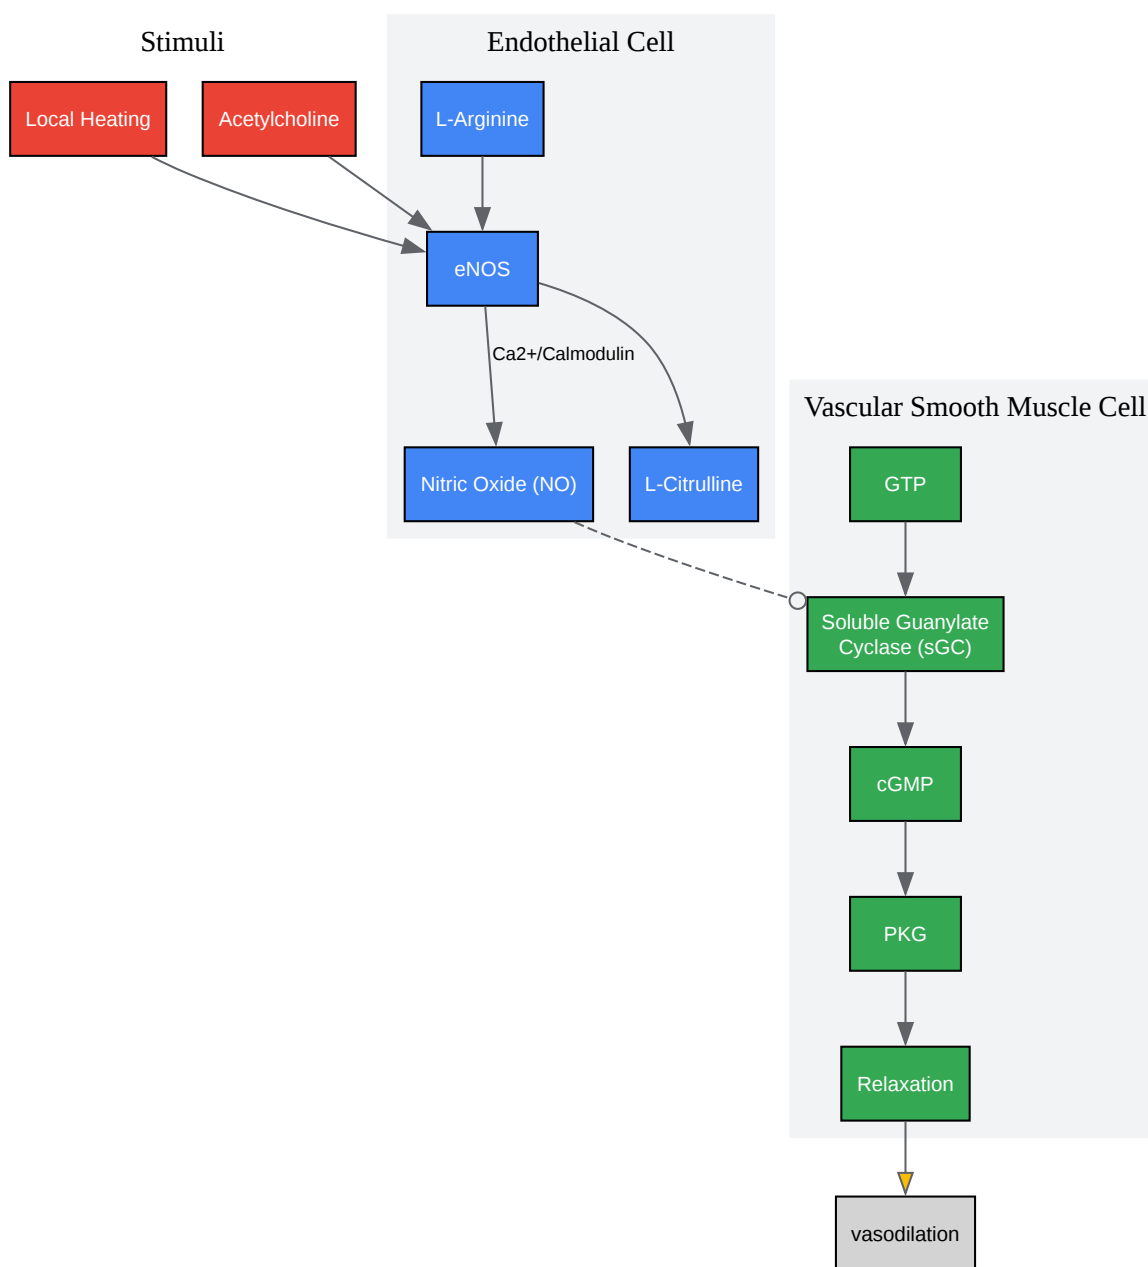 Stimuli
Endothelial Cell
Local Heating
Acetylcholine
L-Arginine
eNOS
Ca2+/Calmodulin
Vascular Smooth Muscle Cell
Nitric Oxide (NO)
L-Citrulline
GTP
Soluble Guanylate
Cyclase (sGC)
cGMP
PKG
Relaxation
vasodilation